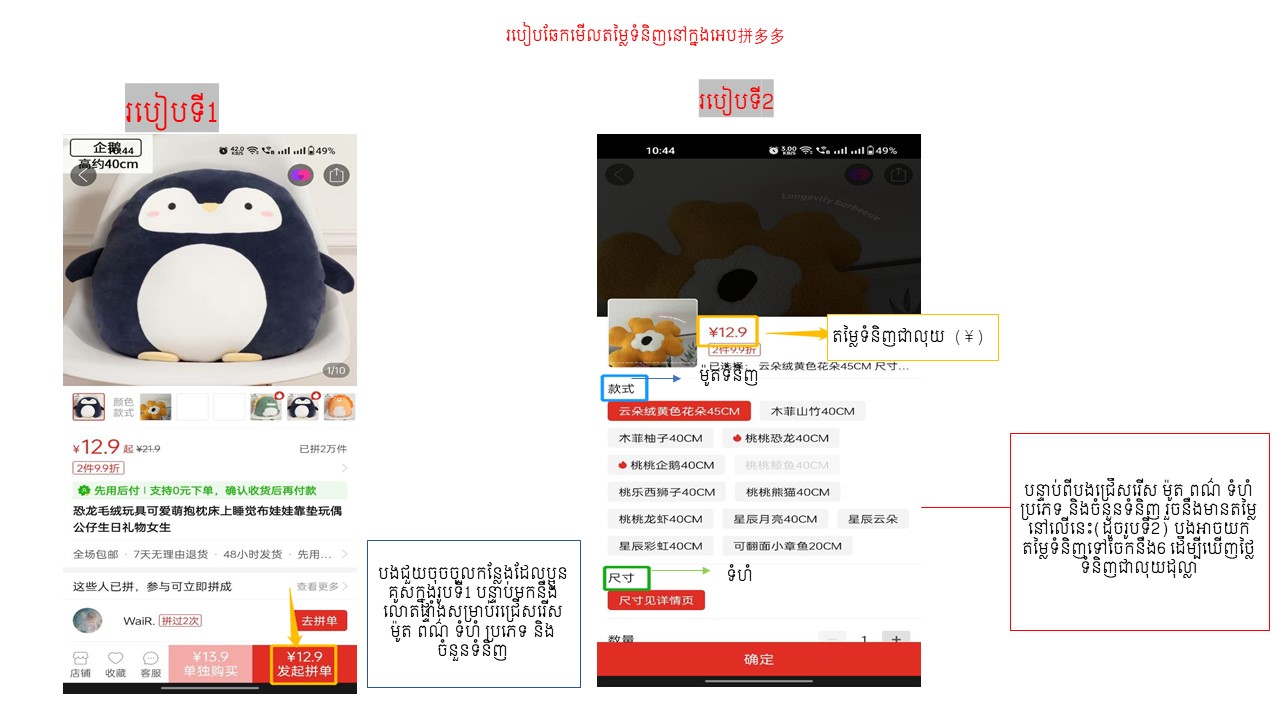 របៀបឆែកមើលតម្លៃទំនិញនៅក្នុងអេប拼多多
របៀបទី1
企鹅
10:44
42.0 KB/S
49%
高约40cm
1/10
颜色
款式
¥12.9起 ¥21.9
已拼2万件
2件9.9折
先用后付 | 支持0元下单，确认收货后再付款
恐龙毛绒玩具可爱萌抱枕床上睡觉布娃娃靠垫玩偶
公仔生日礼物女生
全场包邮 · 7天无理由退货 · 48小时发货 · 先用...
这些人已拼，参与可立即拼成
查看更多
WaiR. 拼过2次
去拼单
店铺
收藏
客服
¥13.9
单独购买
¥12.9
发起拼单
បងជួយចុចចូលកន្លែងដែលប្អូន
គូសក្នុងរូបទី1 បន្ទាប់មកនឹង
លោតផ្ទាំងសម្រាប់រជ្រើសរើស
ម៉ូត ពណ៌ ទំហំ ប្រភេទ និង
ចំនួនទំនិញ
របៀបទី2
10:44
3.00 KB/S
49%
Longevity barbecue
¥12.9
តម្លៃទំនិញជាលុយ （¥）
2件9.9折
已选择： 云朵绒黄色花朵45CM 尺寸...
ម៉ូតទំនិញ
款式
云朵绒黄色花朵45CM
木菲山竹40CM
木菲柚子40CM
桃桃恐龙40CM
桃桃企鹅40CM
桃桃鲸鱼40CM
桃乐西狮子40CM
桃桃熊猫40CM
桃桃龙虾40CM
星辰月亮40CM
星辰云朵
星辰彩虹40CM
可翻面小章鱼20CM
尺寸
ទំហំ
尺寸见详情页
数量
1
确定
បន្ទាប់ពីបងជ្រើសរើស ម៉ូត ពណ៌ ទំហំ
ប្រភេទ និងចំនួនទំនិញ រួចនឹងមានតម្លៃ
នៅលើនេះ(ដូចរូបទី2) បងអាចយក
តម្លៃទំនិញទៅចែកនឹង6 ដើម្បីឃើញថ្លៃ
ទំនិញជាលុយដុល្លា